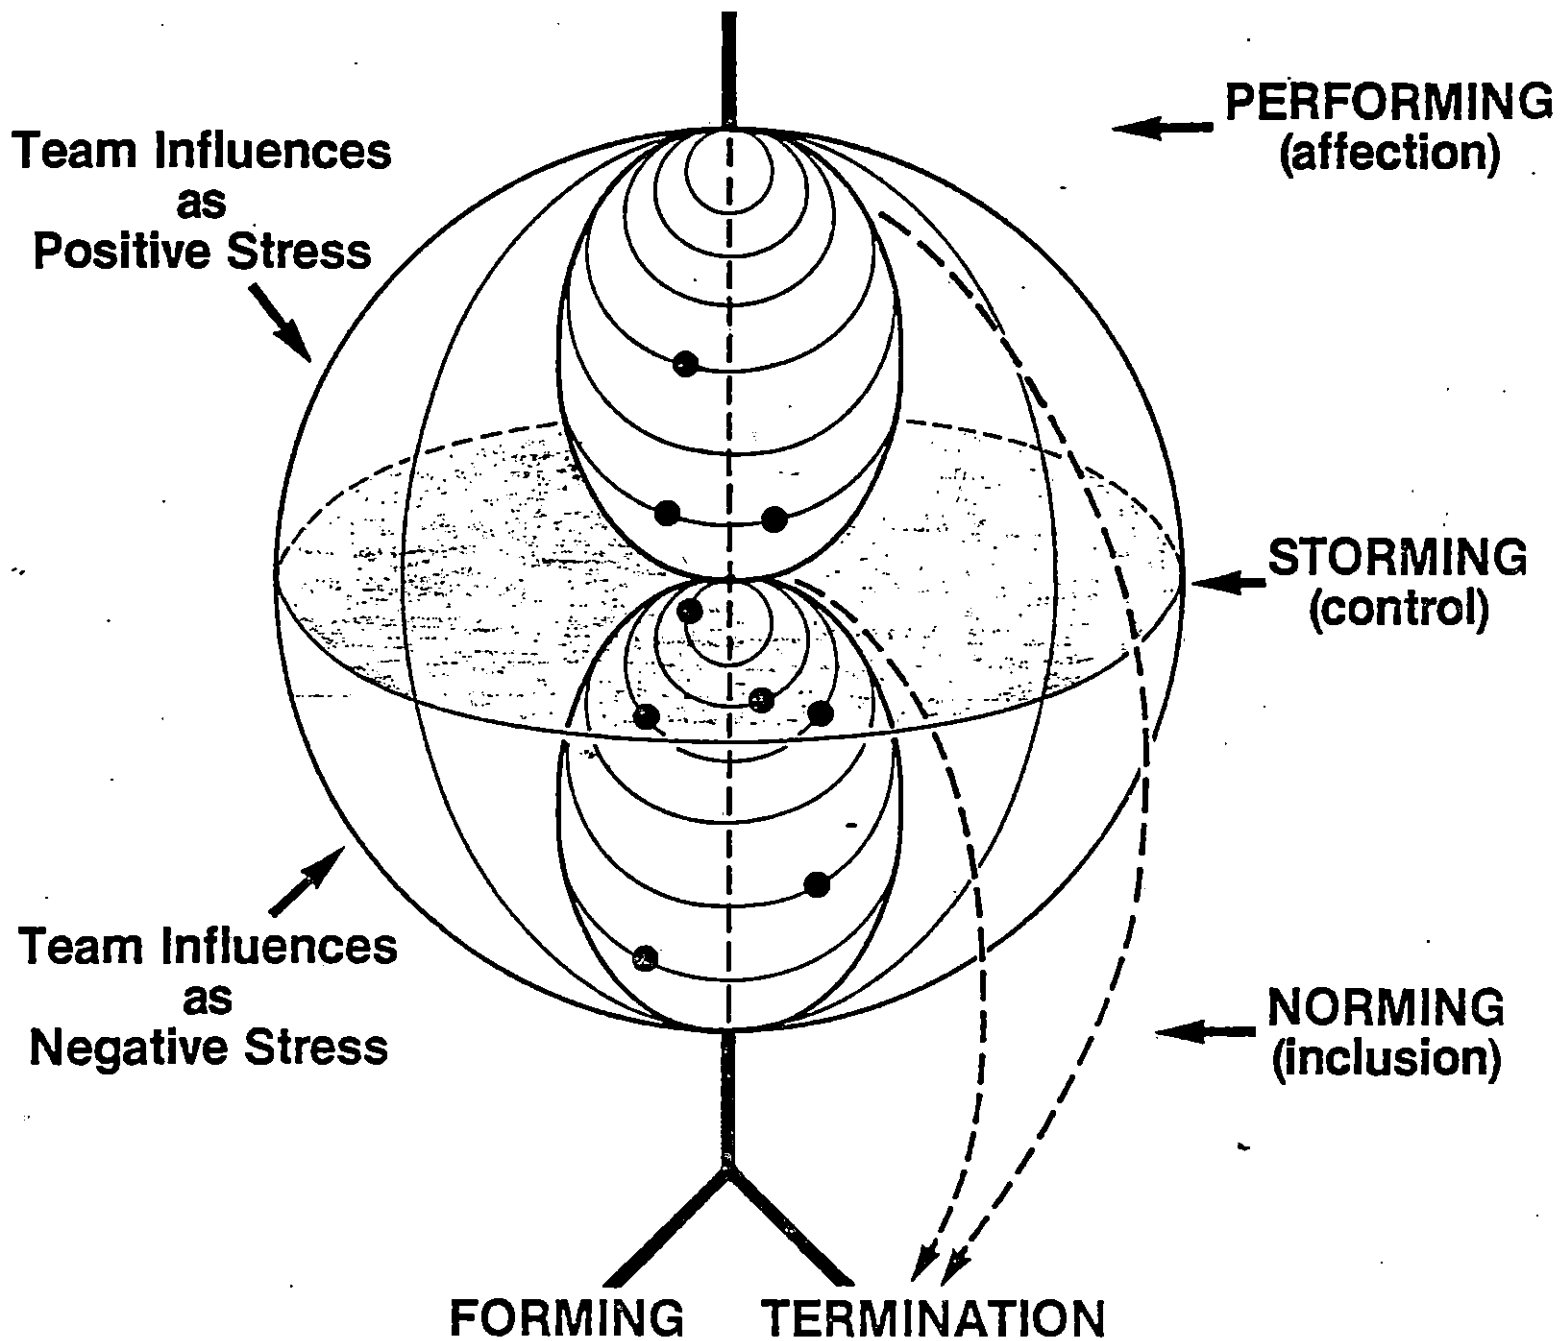 PERFORMING
(affection)
Team Influences
as
Positive Stress
STORMING
(control)
Team Influences
as
Negative Stress
NORMING
(inclusion)
FORMING
TERMINATION